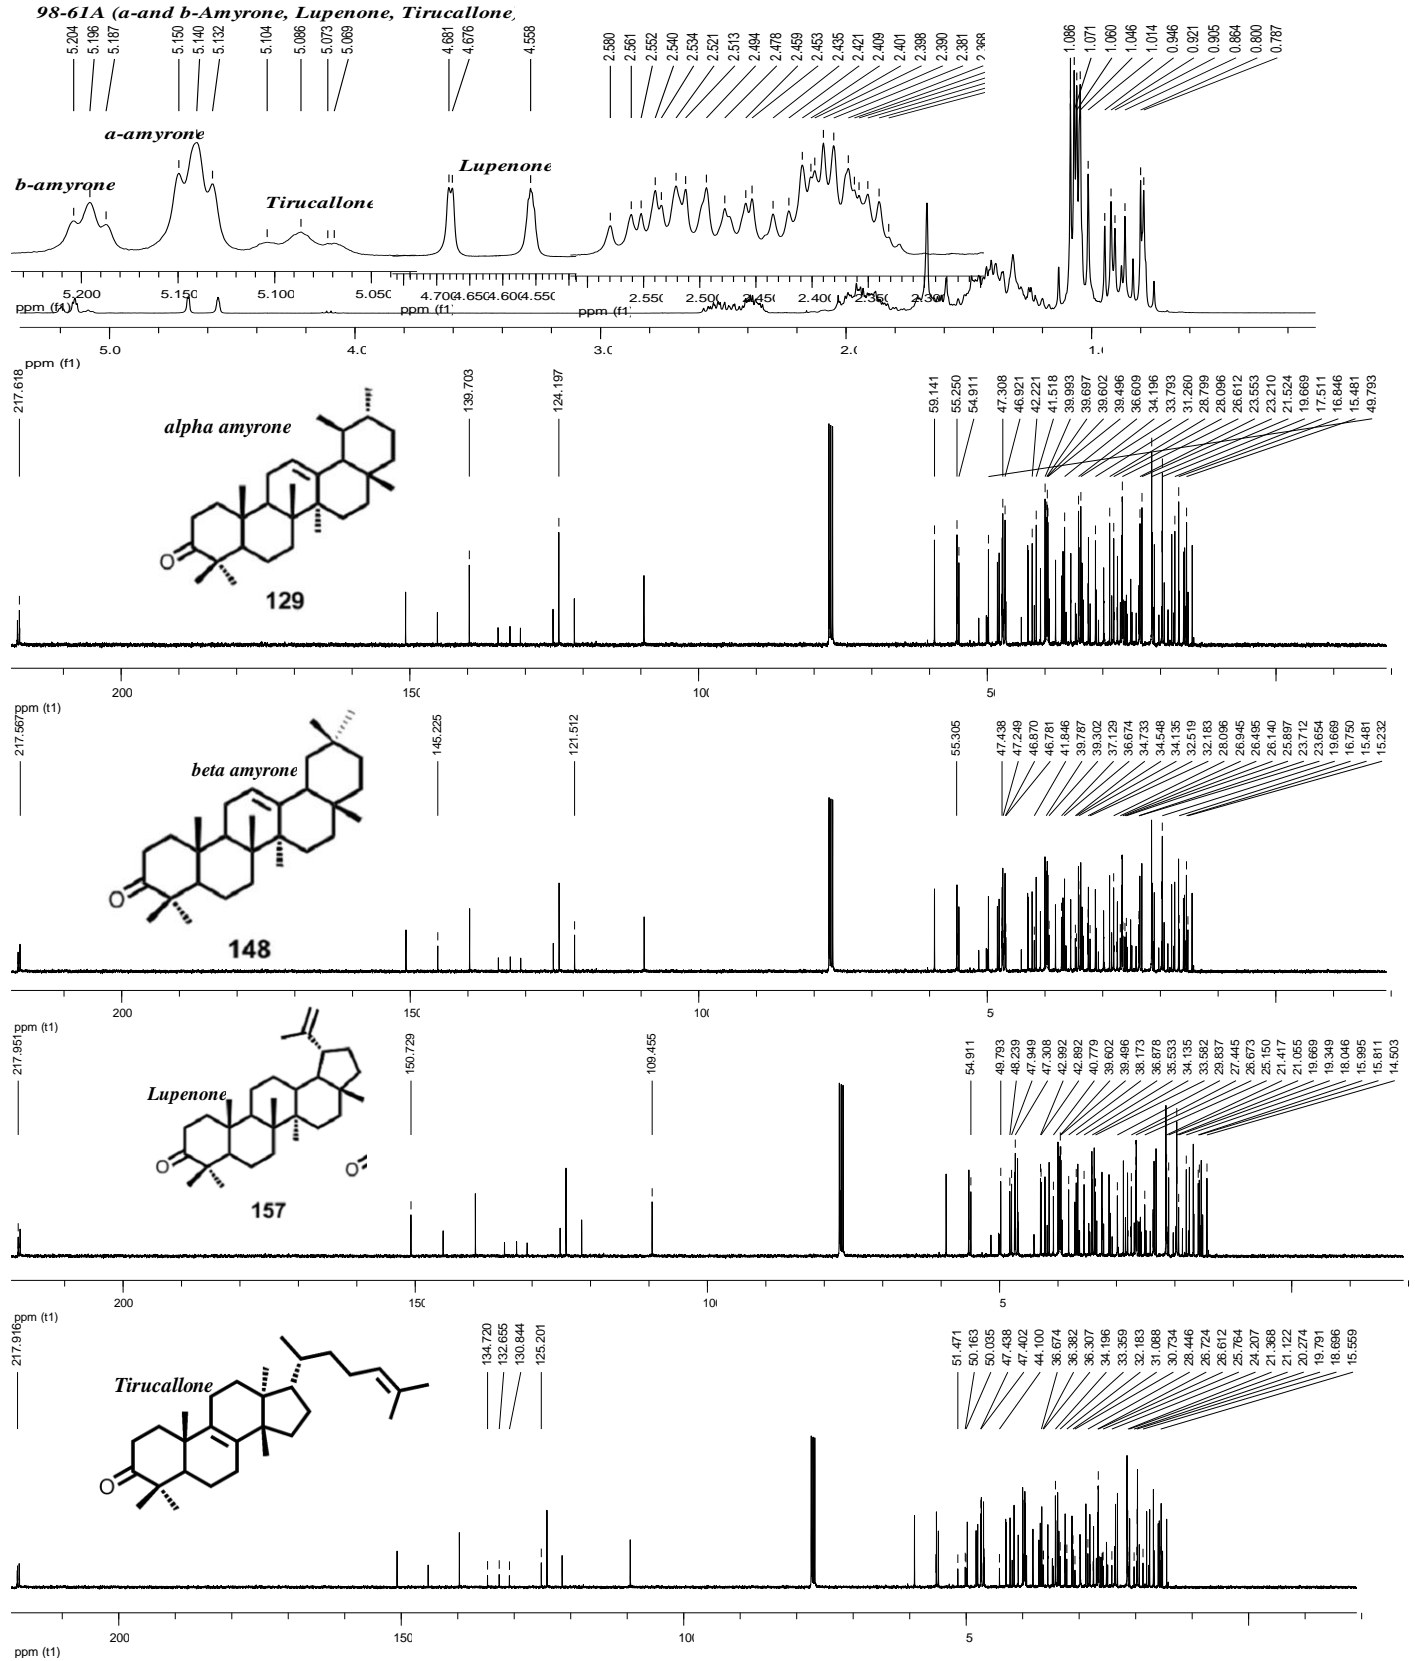 98-61A (a-and b-Amyrone, Lupenone, Tirucallone)
5.204 5.196 5.187 5.150 5.140 5.132 5.104 5.086 5.073 5.069 4.681 4.676 4.558 2.580 2.561 2.552 2.540 2.534 2.521 2.513 2.494 2.478 2.459 2.453 2.435 2.421 2.409 2.401 2.398 2.390 2.381 1.086 1.071 1.060 1.046 1.014 0.946 0.921 0.905 0.864 0.800 0.787
a-amyrone
Lupenone
b-amyrone
Tirucallone
5.200 5.150 5.100 5.050 4.700 4.650 4.600 4.550 2.550 2.500 2.450 2.400 2.350 2.300
ppm (f1) ppm (f1) ppm (f1)
5.0 4.0 3.0 2.0 1.0
ppm (f1)
217.618 139.703 124.197 59.141 55.250 54.911 47.308 46.921 42.221 41.518 39.993 39.697 39.602 39.496 36.609 34.196 33.793 31.260 28.799 28.096 26.612 23.553 23.210 21.524 19.669 17.511 16.846 15.481 49.793
alpha amyrone
O
129
200 150 100 50
ppm (t1)
217.567 145.225 121.512 55.305 47.438 47.249 46.870 46.781 41.846 39.787 39.302 37.129 36.674 34.733 34.548 34.135 32.519 32.183 28.096 26.945 26.495 26.140 25.897 23.712 23.654 19.669 16.750 15.481 15.232
beta amyrone
O
148
200 150 100 5
ppm (t1)
217.951 150.729 109.455 54.911 49.793 48.239 47.949 47.308 42.992 42.892 40.779 39.602 39.496 38.173 36.878 35.533 34.135 33.582 29.837 27.445 26.673 25.150 21.417 21.055 19.669 19.349 18.046 15.995 15.811 14.503
Lupenone
O O
157
200 150 100 5
ppm (t1)
217.916 134.720 132.655 130.844 125.201 51.471 50.163 50.035 47.438 47.402 44.100 36.674 36.382 36.307 34.196 33.359 32.183 31.088 30.734 28.446 26.724 26.612 25.764 24.207 21.368 21.122 20.274 19.791 18.696 15.559
Tirucallone
O
200 150 100 5
ppm (t1)